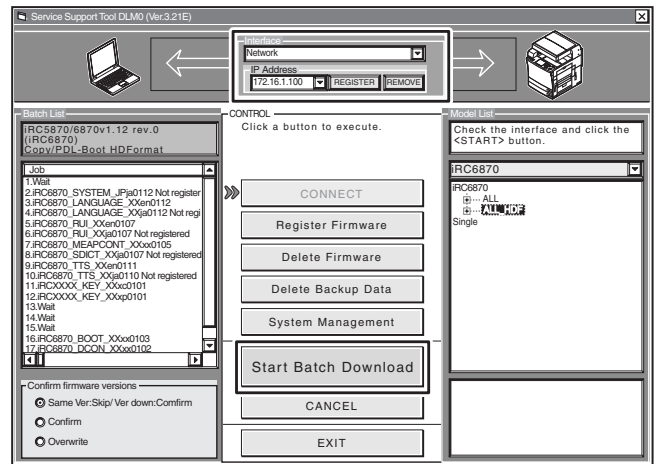 Service Support Tool DLM0 (Ver.3.21E)
Interface
Network
IP Address
172.16.1.100
REGISTER
REMOVE
Batch List
iRC5870/6870v1.12 rev.0
(iRC6870)
Copy/PDL-Boot HDFormat
Job
1.Wait
2.iRC6870_SYSTEM_JPja0112 Not register
3.iRC6870_LANGUAGE_XXen0112
4.iRC6870_LANGUAGE_XXja0112 Not regi
5.iRC6870_RUI_XXen0107
6.iRC6870_RUI_XXja0107 Not registered
7.iRC6870_MEAPCONT_XXxx0105
8.iRC6870_SDICT_XXja0107 Not registered
9.iRC6870_TTS_XXen0111
10.iRC6870_TTS_XXja0110 Not registered
11.iRCXXXX_KEY_XXxc0101
12.iRCXXXX_KEY_XXxp0101
13.Wait
14.Wait
15.Wait
16.iRC6870_BOOT_XXxx0103
17.iRC6870_DCON_XXxx0102
Confirm firmware versions
Same Ver:Skip/ Ver down:Comfirm
Confirm
Overwrite
CONTROL
Click a button to execute.
CONNECT
Register Firmware
Delete Firmware
Delete Backup Data
System Management
Start Batch Download
CANCEL
EXIT
Model List
Check the interface and click the
<START> button.
iRC6870
iRC6870
ALL
ALL_HDF
Single